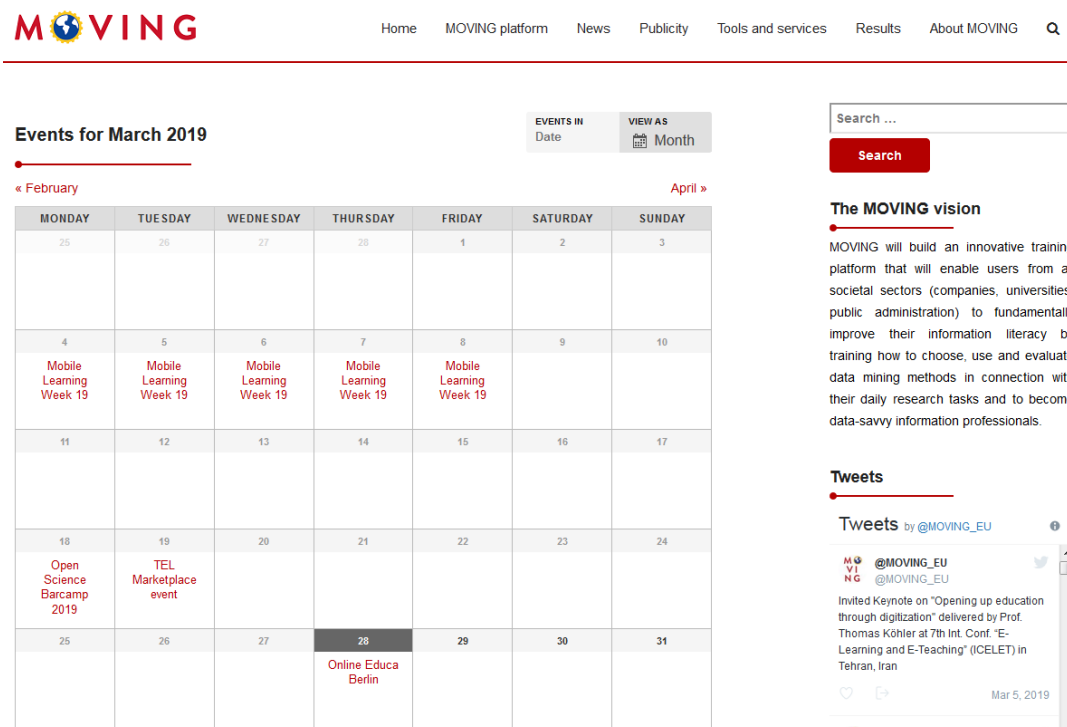 MOVING
Home MOVING platform News Publicity Tools and services Results About MOVING
Events for March 2019
EVENTS IN
Date
VIEW AS
Month
« February
April »
MONDAY TUESDAY WEDNESDAY THURSDAY FRIDAY SATURDAY SUNDAY
25 26 27 28 1 2 3
4 5 6 7 8 9 10
Mobile Learning Week 19
Mobile Learning Week 19
Mobile Learning Week 19
Mobile Learning Week 19
Mobile Learning Week 19
11 12 13 14 15 16 17
18 19 20 21 22 23 24
Open Science Barcamp 2019
TEL Marketplace event
25 26 27 28 29 30 31
Online Educa Berlin
Search ...
Search
The MOVING vision
MOVING will build an innovative trainin
platform that will enable users from a
societal sectors (companies, universities
public administration) to fundamentall
improve their information literacy b
training how to choose, use and evaluat
data mining methods in connection wit
their daily research tasks and to becom
data-savvy information professionals.
Tweets
Tweets by @MOVING_EU
MOVING
@MOVING_EU
@MOVING_EU
Invited Keynote on "Opening up education
through digitization" delivered by Prof.
Thomas Köhler at 7th Int. Conf. “E-
Learning and E-Teaching” (ICELET) in
Tehran, Iran
Mar 5, 2019